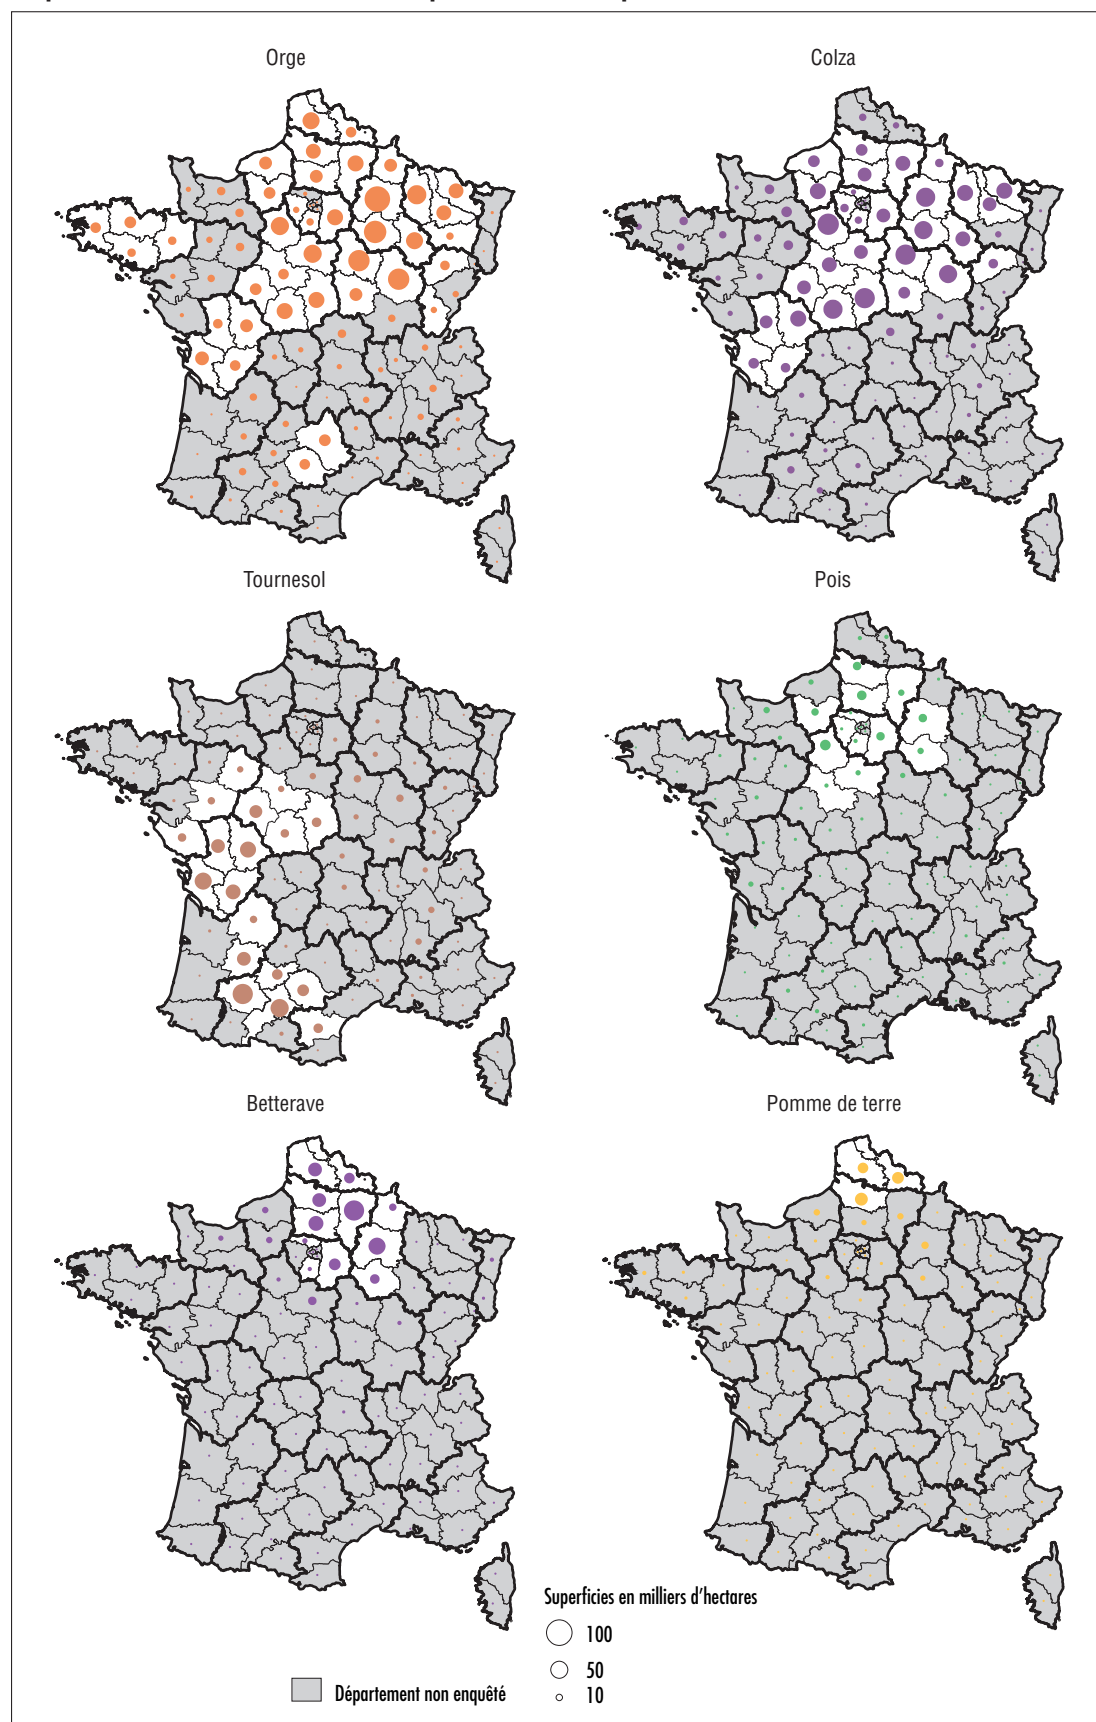 Orge
Colza
Tournesol
Pois
Betterave
Pomme de terre
Superficies en milliers d'hectares
100
50
10
Département non enquêté